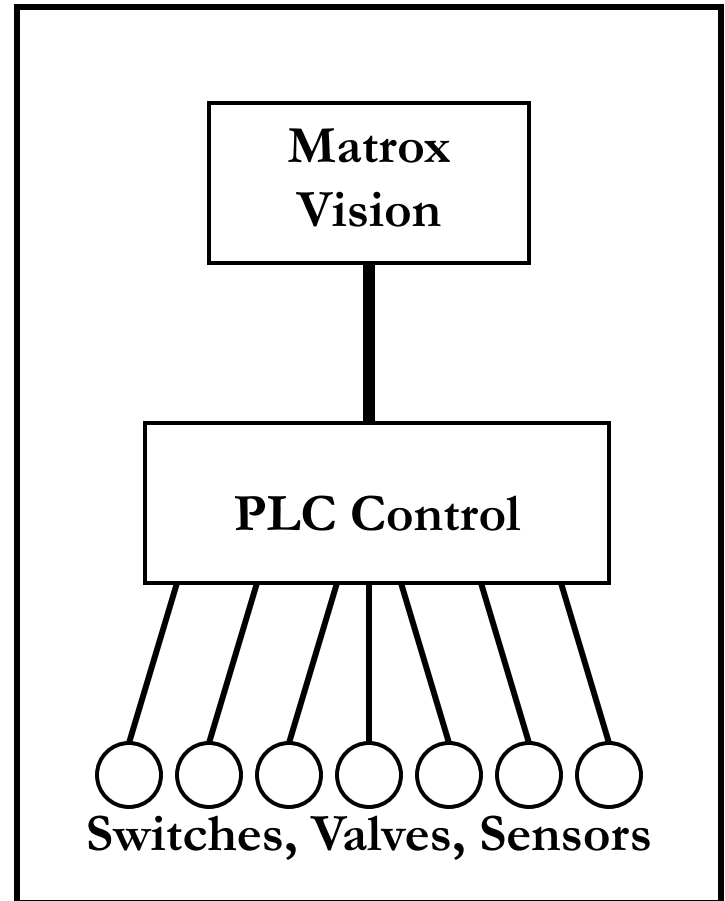 Matrox
Vision
PLC Control
Switches, Valves, Sensors